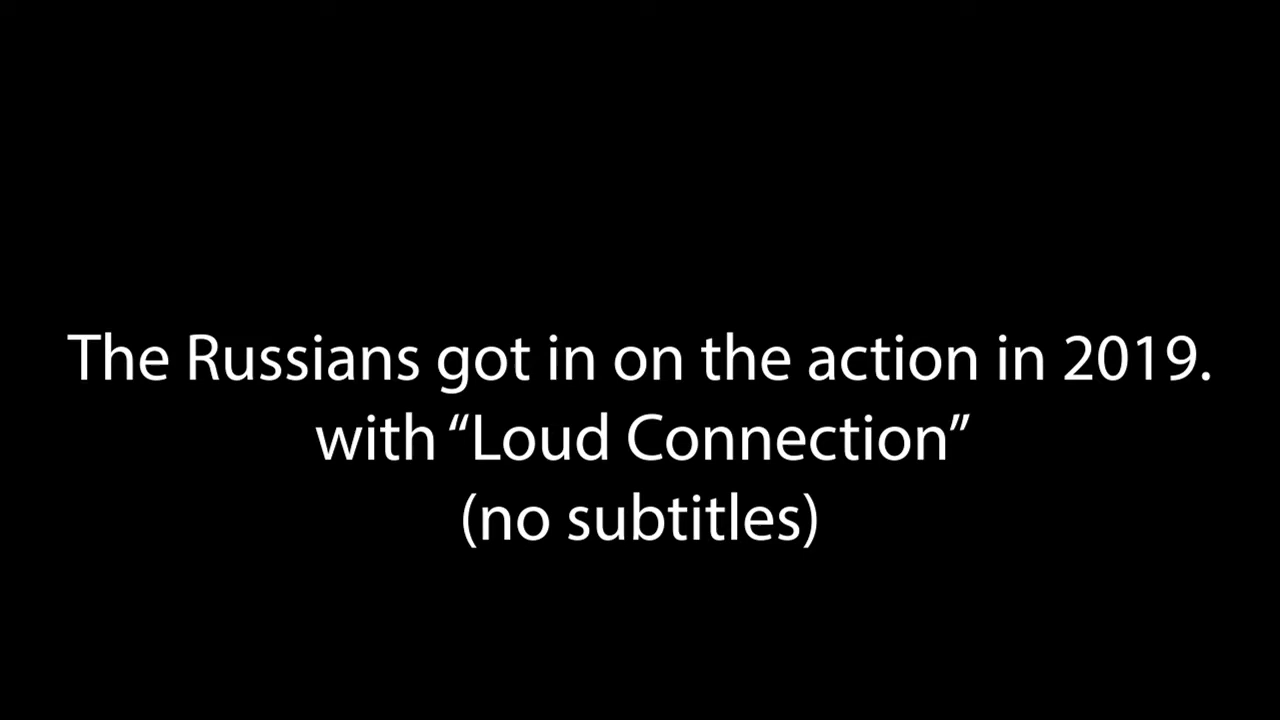 The Russians got in on the action in 2019.
with “Loud Connection”
(no subtitles)